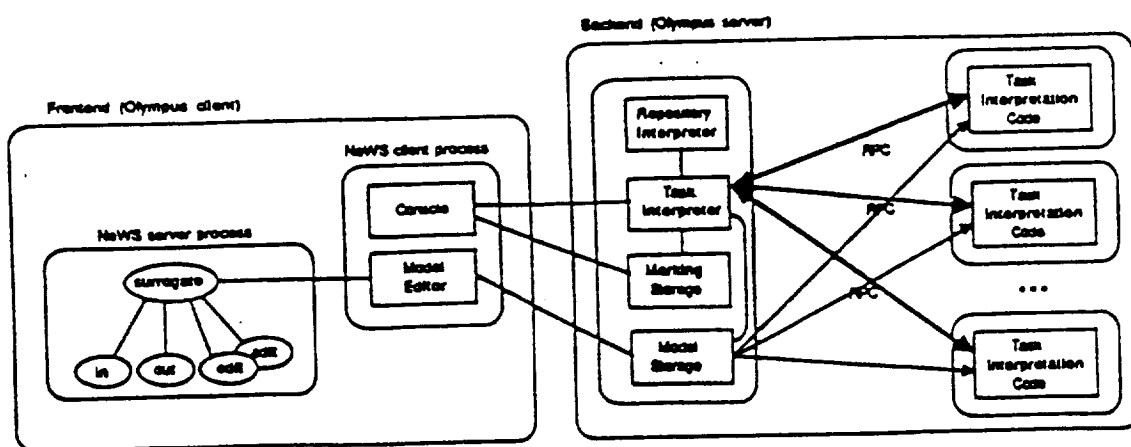 Backend (Olympus server)
Frontend (Olympus client)
NeWS client process
Console
Model
Editor
NeWS server process
surrogate
in
out
edit
edit
Repository
Interpreter
Task
Interpreter
Marking
Storage
Model
Storage
RPC
RPC
RPC
Task
Interpretation
Code
Task
Interpretation
Code
...
Task
Interpretation
Code